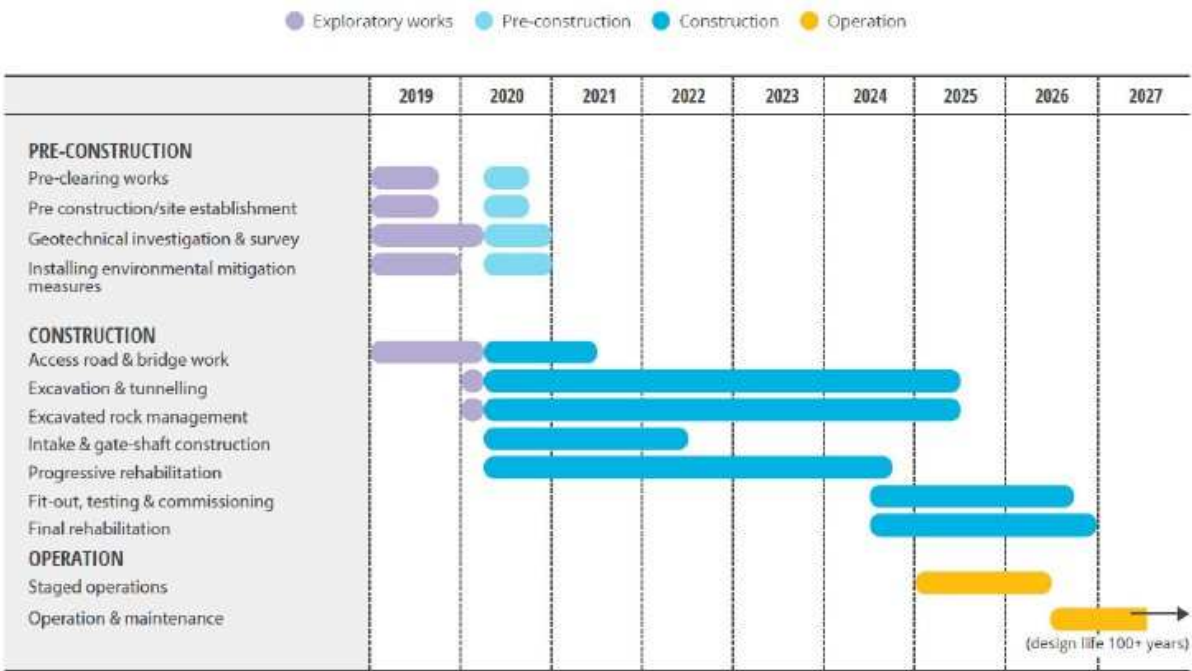 Exploratory works Pre-construction Construction Operation
2019 2020 2021 2022 2023 2024 2025 2026 2027
PRE-CONSTRUCTION
Pre-clearing works
Pre construction/site establishment
Geotechnical investigation & survey
Installing environmental mitigation
measures
CONSTRUCTION
Access road & bridge work
Excavation & tunnelling
Excavated rock management
Intake & gate-shaft construction
Progressive rehabilitation
Fit-out, testing & commissioning
Final rehabilitation
OPERATION
Staged operations
Operation & maintenance
(design life 100+ years)